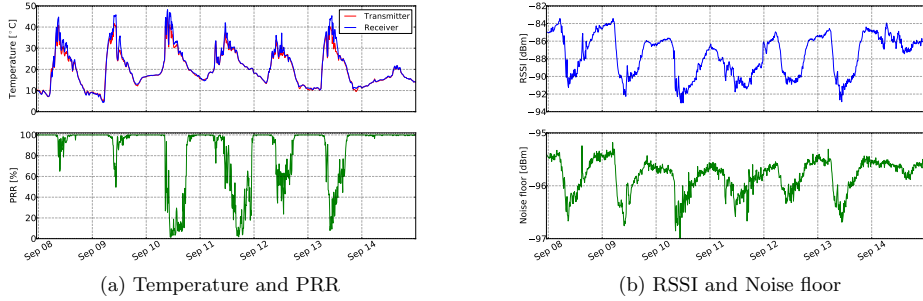 50
40
30
20
10
0
Temperature [°C]
Transmitter
Receiver
100
80
60
40
20
0
PRR [%]
Sep 08
Sep 09
Sep 10
Sep 11
Sep 12
Sep 13
Sep 14
(a) Temperature and PRR
−82
−84
−86
−88
−90
−92
−94
RSSI [dBm]
−95
−96
−97
Noise floor [dBm]
Sep 08
Sep 09
Sep 10
Sep 11
Sep 12
Sep 13
Sep 14
(b) RSSI and Noise floor